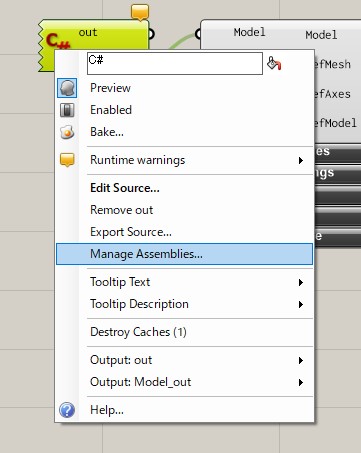 C#
out
Model
Model
efMesh
efAxes
efModel
es
ngs
e
C#
Preview
Enabled
Bake...
Runtime warnings
Edit Source...
Remove out
Export Source...
Manage Assemblies...
Tooltip Text
Tooltip Description
Destroy Caches (1)
Output: out
Output: Model_out
Help...